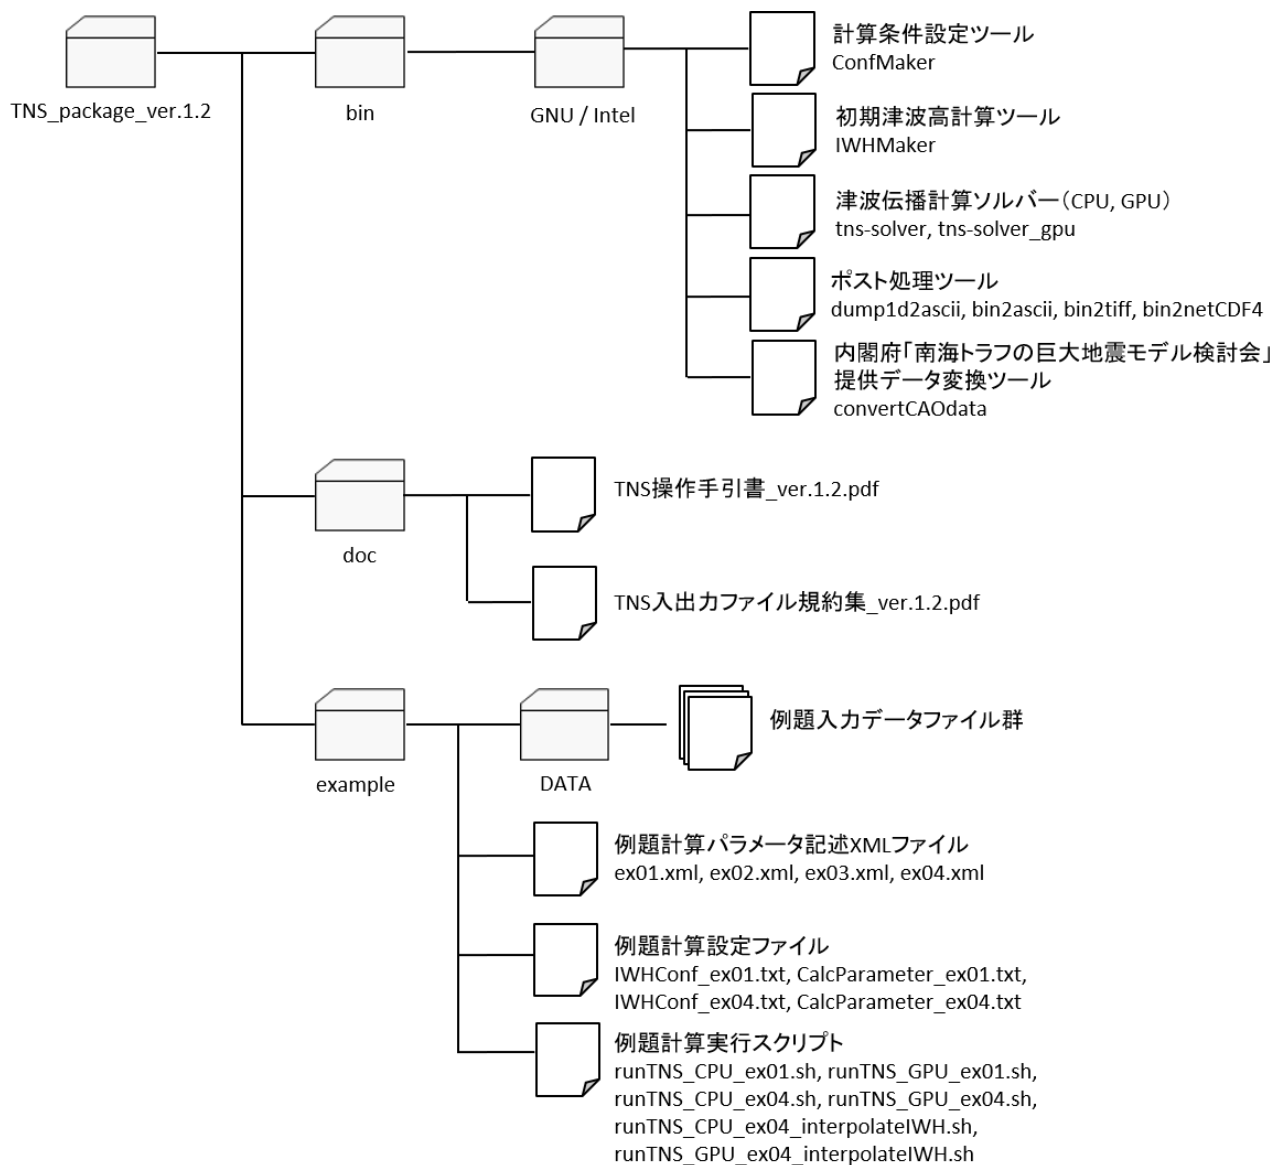 TNS_package_ver.1.2
bin
GNU / Intel
計算条件設定ツール
ConfMaker
初期津波高計算ツール
IWHMaker
津波伝播計算ソルバー（CPU, GPU）
tns-solver, tns-solver_gpu
ポスト処理ツール
dump1d2ascii, bin2ascii, bin2tiff, bin2netCDF4
内閣府「南海トラフの巨大地震モデル検討会」
提供データ変換ツール
convertCAOdata
doc
TNS操作手引書_ver.1.2.pdf
TNS入出力ファイル規約集_ver.1.2.pdf
example
DATA
例題入力データファイル群
例題計算パラメータ記述XMLファイル
ex01.xml, ex02.xml, ex03.xml, ex04.xml
例題計算設定ファイル
IWHConf_ex01.txt, CalcParameter_ex01.txt,
IWHConf_ex04.txt, CalcParameter_ex04.txt
例題計算実行スクリプト
runTNS_CPU_ex01.sh, runTNS_GPU_ex01.sh,
runTNS_CPU_ex04.sh, runTNS_GPU_ex04.sh,
runTNS_CPU_ex04_interpolateIWH.sh,
runTNS_GPU_ex04_interpolateIWH.sh